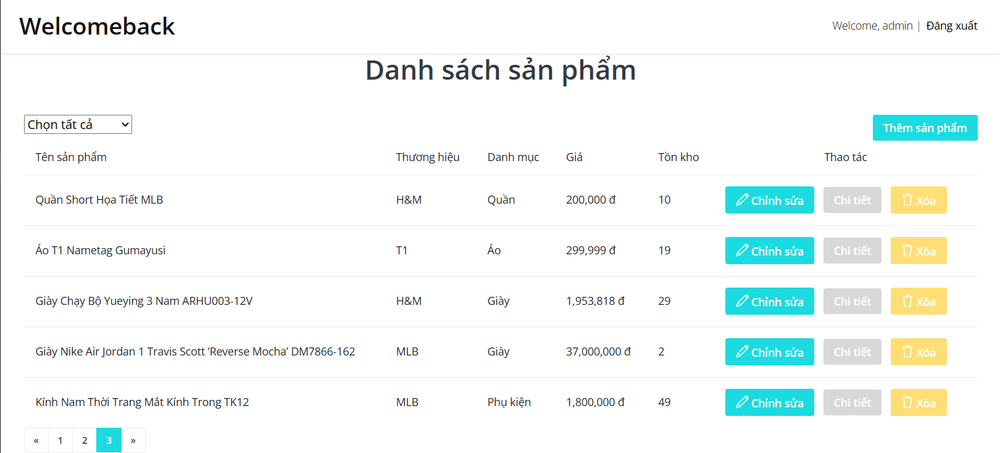 Welcomeback
Welcome, admin | Đăng xuất
Danh sách sản phẩm
Chọn tất cả
Thêm sản phẩm
Tên sản phẩm Thương hiệu Danh mục Giá Tồn kho Thao tác
Quần Short Họa Tiết MLB H&M Quần 200,000 đ 10 Chỉnh sửa Chi tiết Xóa
Áo T1 Nametag Gumayusi T1 Áo 299,999 đ 19 Chỉnh sửa Chi tiết Xóa
Giày Chạy Bộ Yueying 3 Nam ARHU003-12V H&M Giày 1,953,818 đ 29 Chỉnh sửa Chi tiết Xóa
Giày Nike Air Jordan 1 Travis Scott ‘Reverse Mocha’ DM7866-162 MLB Giày 37,000,000 đ 2 Chỉnh sửa Chi tiết Xóa
Kính Nam Thời Trang Mắt Kính Trong TK12 MLB Phụ kiện 1,800,000 đ 49 Chỉnh sửa Chi tiết Xóa
« 1 2 3 »